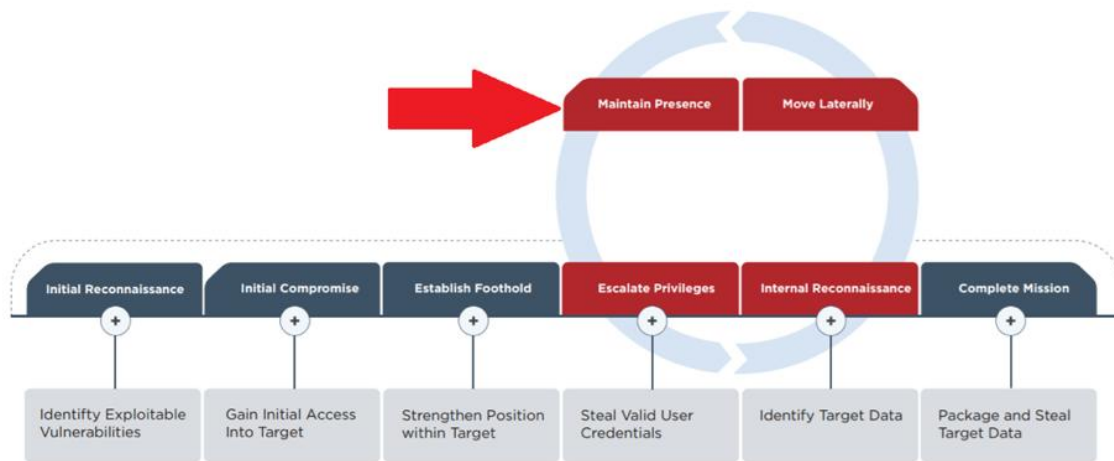 Maintain Presence
Move Laterally
Initial Reconnaissance
Initial Compromise
Establish Foothold
Escalate Privileges
Internal Reconnaissance
Complete Mission
Identifty Exploitable
Vulnerabilities
Gain Initial Access
Into Target
Strengthen Position
within Target
Steal Valid User
Credentials
Identify Target Data
Package and Steal
Target Data